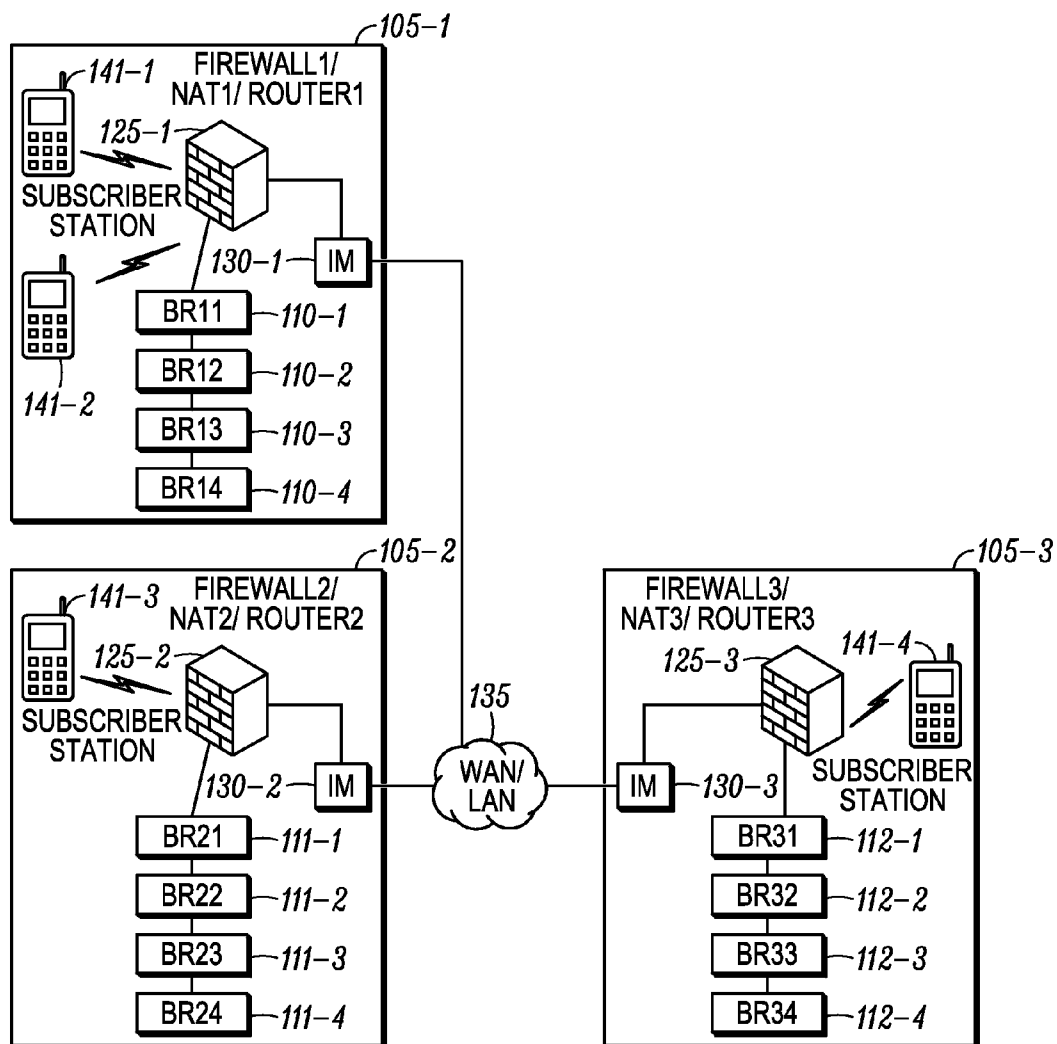 105-1
141-1
FIREWALL1/
NAT1/ ROUTER1
125-1
SUBSCRIBER
STATION
130-1
IM
141-2
BR11
110-1
BR12
110-2
BR13
110-3
BR14
110-4
105-2
141-3
FIREWALL2/
NAT2/ ROUTER2
125-2
SUBSCRIBER
STATION
130-2
IM
BR21
111-1
BR22
111-2
BR23
111-3
BR24
111-4
135
WAN/
LAN
105-3
FIREWALL3/
NAT3/ ROUTER3
125-3
141-4
IM
130-3
SUBSCRIBER
STATION
BR31
112-1
BR32
112-2
BR33
112-3
BR34
112-4